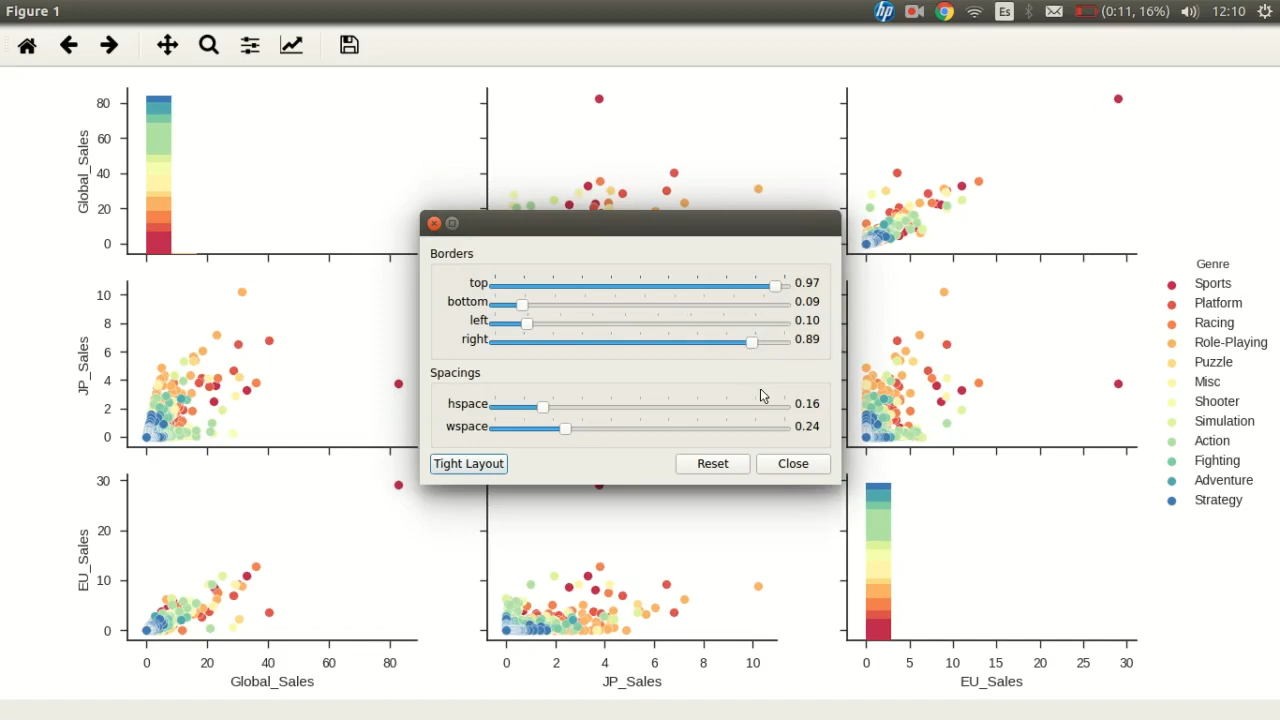 Figure 1
hp
Es
(0:11, 16%)
12:10
80
60
40
20
0
Global_Sales
Borders
top 0.97
bottom 0.09
left 0.10
right 0.89
Spacings
hspace 0.16
wspace 0.24
Tight Layout
Reset
Close
10
8
6
4
2
0
JP_Sales
30
20
10
0
EU_Sales
0 20 40 60 80
Global_Sales
0 2 4 6 8 10
JP_Sales
0 5 10 15 20 25 30
EU_Sales
Genre
Sports
Platform
Racing
Role-Playing
Puzzle
Misc
Shooter
Simulation
Action
Fighting
Adventure
Strategy